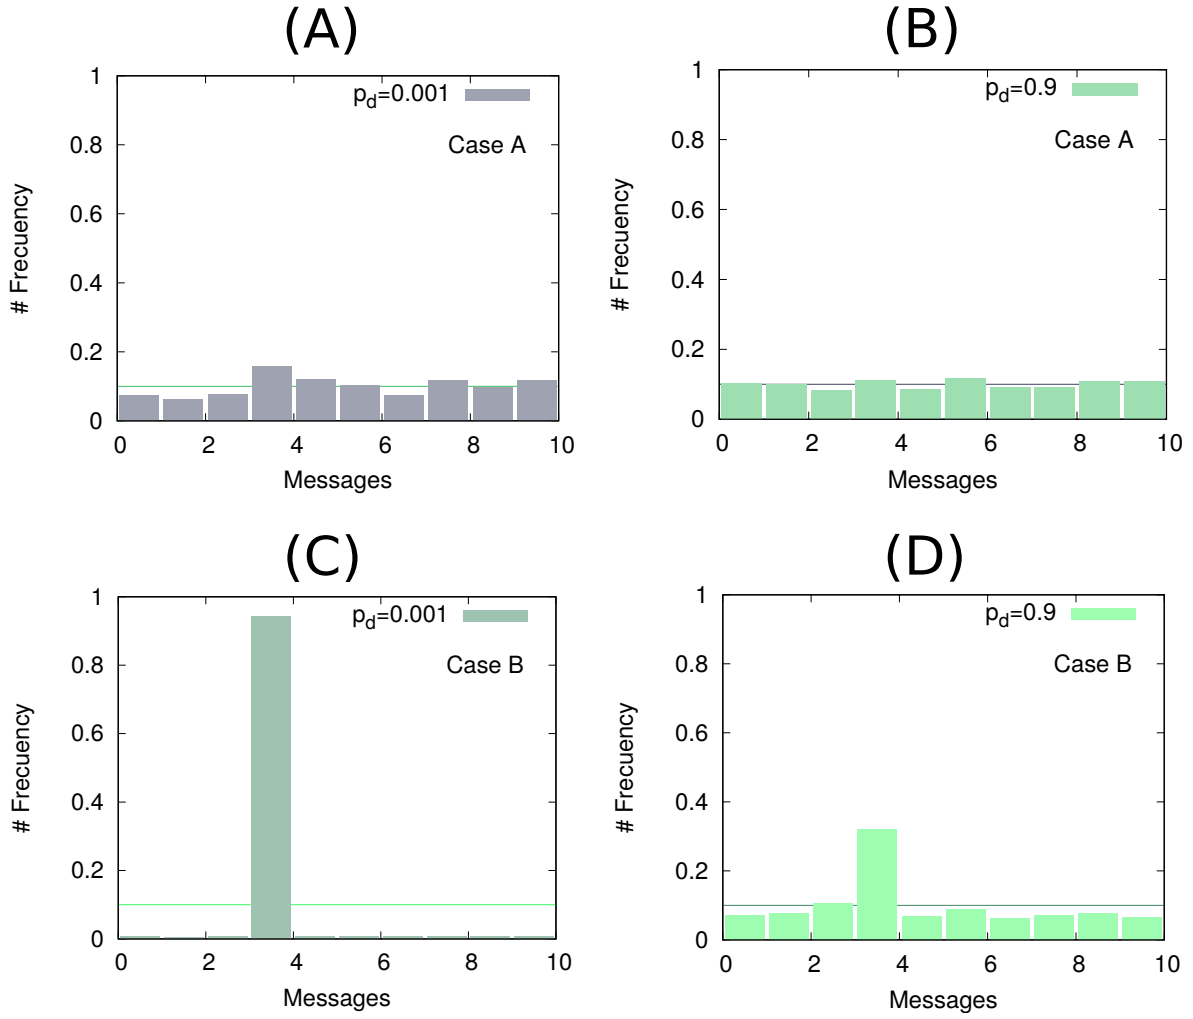 (A)
p_d=0.001
Case A
# Frecuency
1
0.8
0.6
0.4
0.2
0
0 2 4 6 8 10
Messages
(B)
p_d=0.9
Case A
# Frecuency
1
0.8
0.6
0.4
0.2
0
0 2 4 6 8 10
Messages
(C)
p_d=0.001
Case B
# Frecuency
1
0.8
0.6
0.4
0.2
0
0 2 4 6 8 10
Messages
(D)
p_d=0.9
Case B
# Frecuency
1
0.8
0.6
0.4
0.2
0
0 2 4 6 8 10
Messages